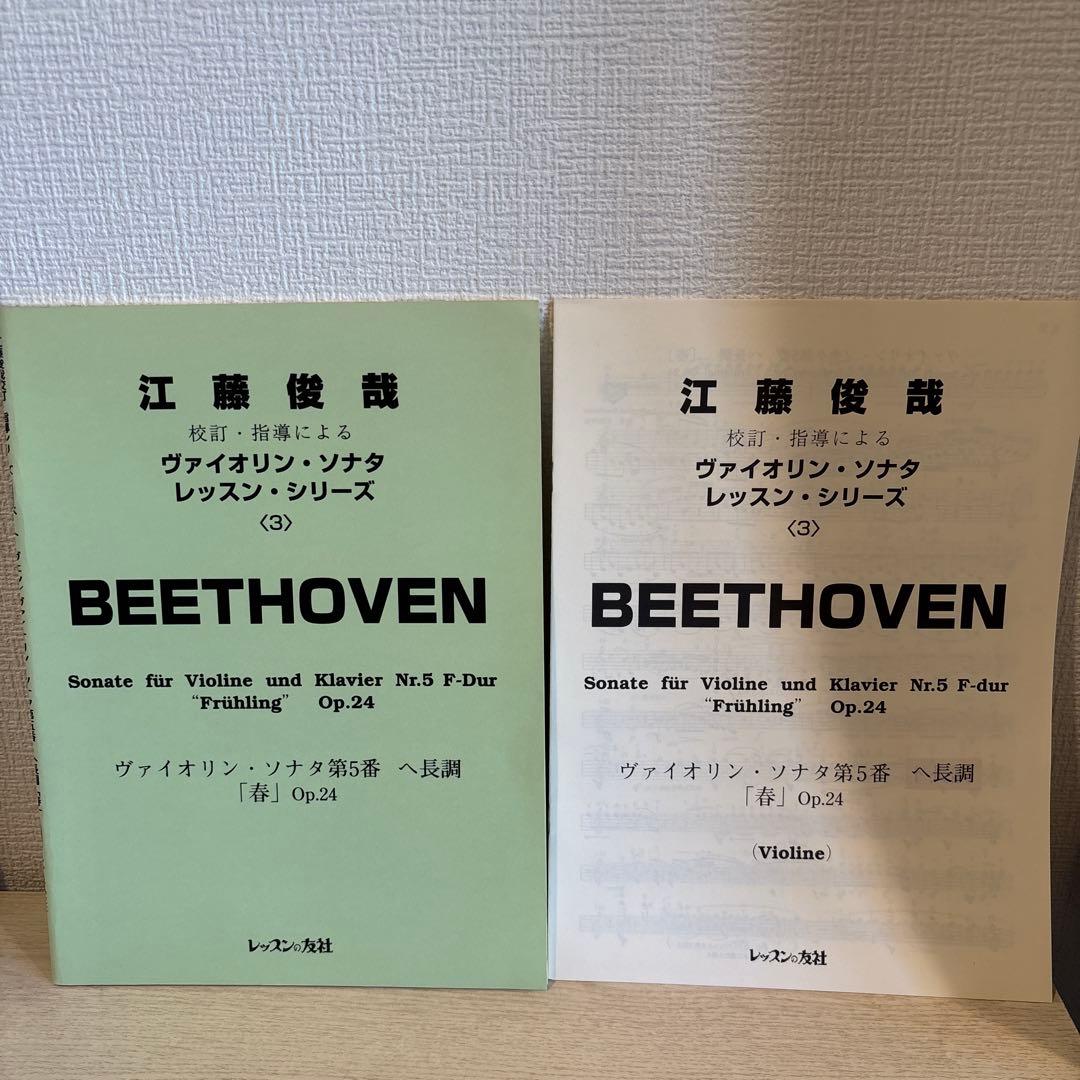 江藤俊哉
校訂・指導による
ヴァイオリン・ソナタ
レッスン・シリーズ
〈3〉
BEETHOVEN
Sonate für Violine und Klavier Nr.5 F-Dur
“Frühling” Op.24
ヴァイオリン・ソナタ第5番 ヘ長調
「春」Op.24
レッスンの友社
江藤俊哉
校訂・指導による
ヴァイオリン・ソナタ
レッスン・シリーズ
〈3〉
BEETHOVEN
Sonate für Violine und Klavier Nr.5 F-dur
“Frühling” Op.24
ヴァイオリン・ソナタ第5番 ヘ長調
「春」Op.24
(Violine)
レッスンの友社